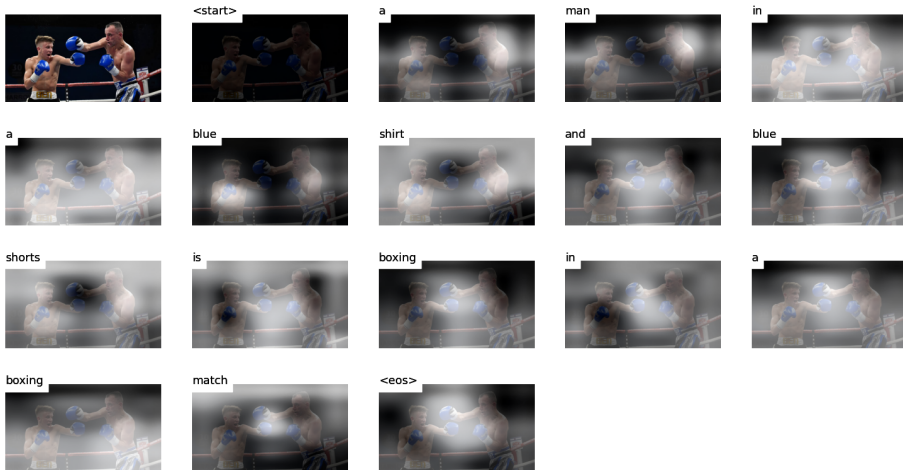 <start>
a
man
in
a
blue
shirt
and
blue
shorts
is
boxing
in
a
boxing
match
<eos>